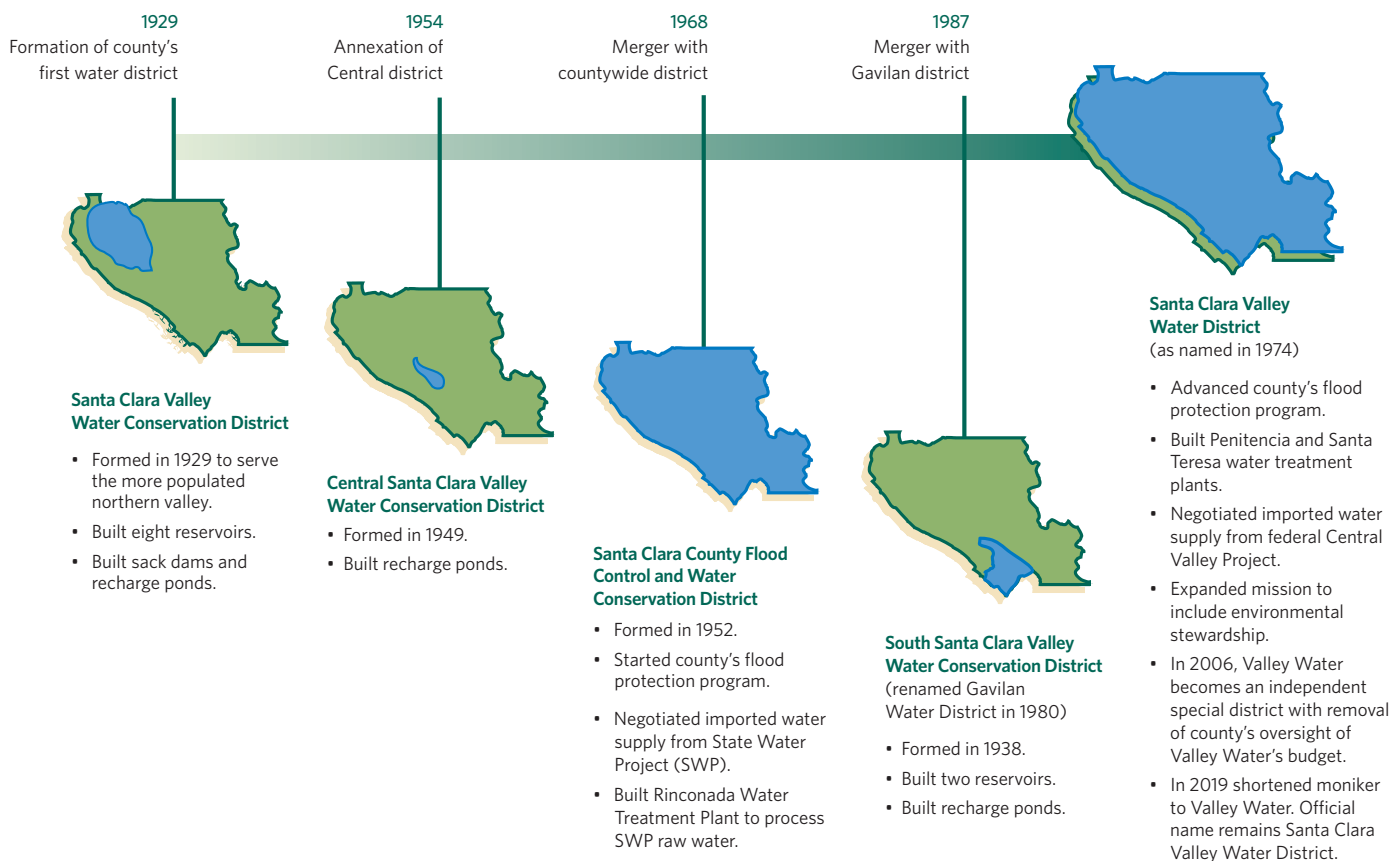 1929
Formation of county's
first water district
1954
Annexation of
Central district
1968
Merger with
countywide district
1987
Merger with
Gavilan district
Santa Clara Valley
Water Conservation District
• Formed in 1929 to serve
the more populated
northern valley.
• Built eight reservoirs.
• Built sack dams and
recharge ponds.
Central Santa Clara Valley
Water Conservation District
• Formed in 1949.
• Built recharge ponds.
Santa Clara County Flood
Control and Water
Conservation District
• Formed in 1952.
• Started county's flood
protection program.
• Negotiated imported water
supply from State Water
Project (SWP).
• Built Rinconada Water
Treatment Plant to process
SWP raw water.
South Santa Clara Valley
Water Conservation District
(renamed Gavilan
Water District in 1980)
• Formed in 1938.
• Built two reservoirs.
• Built recharge ponds.
Santa Clara Valley
Water District
(as named in 1974)
• Advanced county's flood
protection program.
• Built Penitencia and Santa
Teresa water treatment
plants.
• Negotiated imported water
supply from federal Central
Valley Project.
• Expanded mission to
include environmental
stewardship.
• In 2006, Valley Water
becomes an independent
special district with removal
of county's oversight of
Valley Water's budget.
• In 2019 shortened moniker
to Valley Water. Official
name remains Santa Clara
Valley Water District.